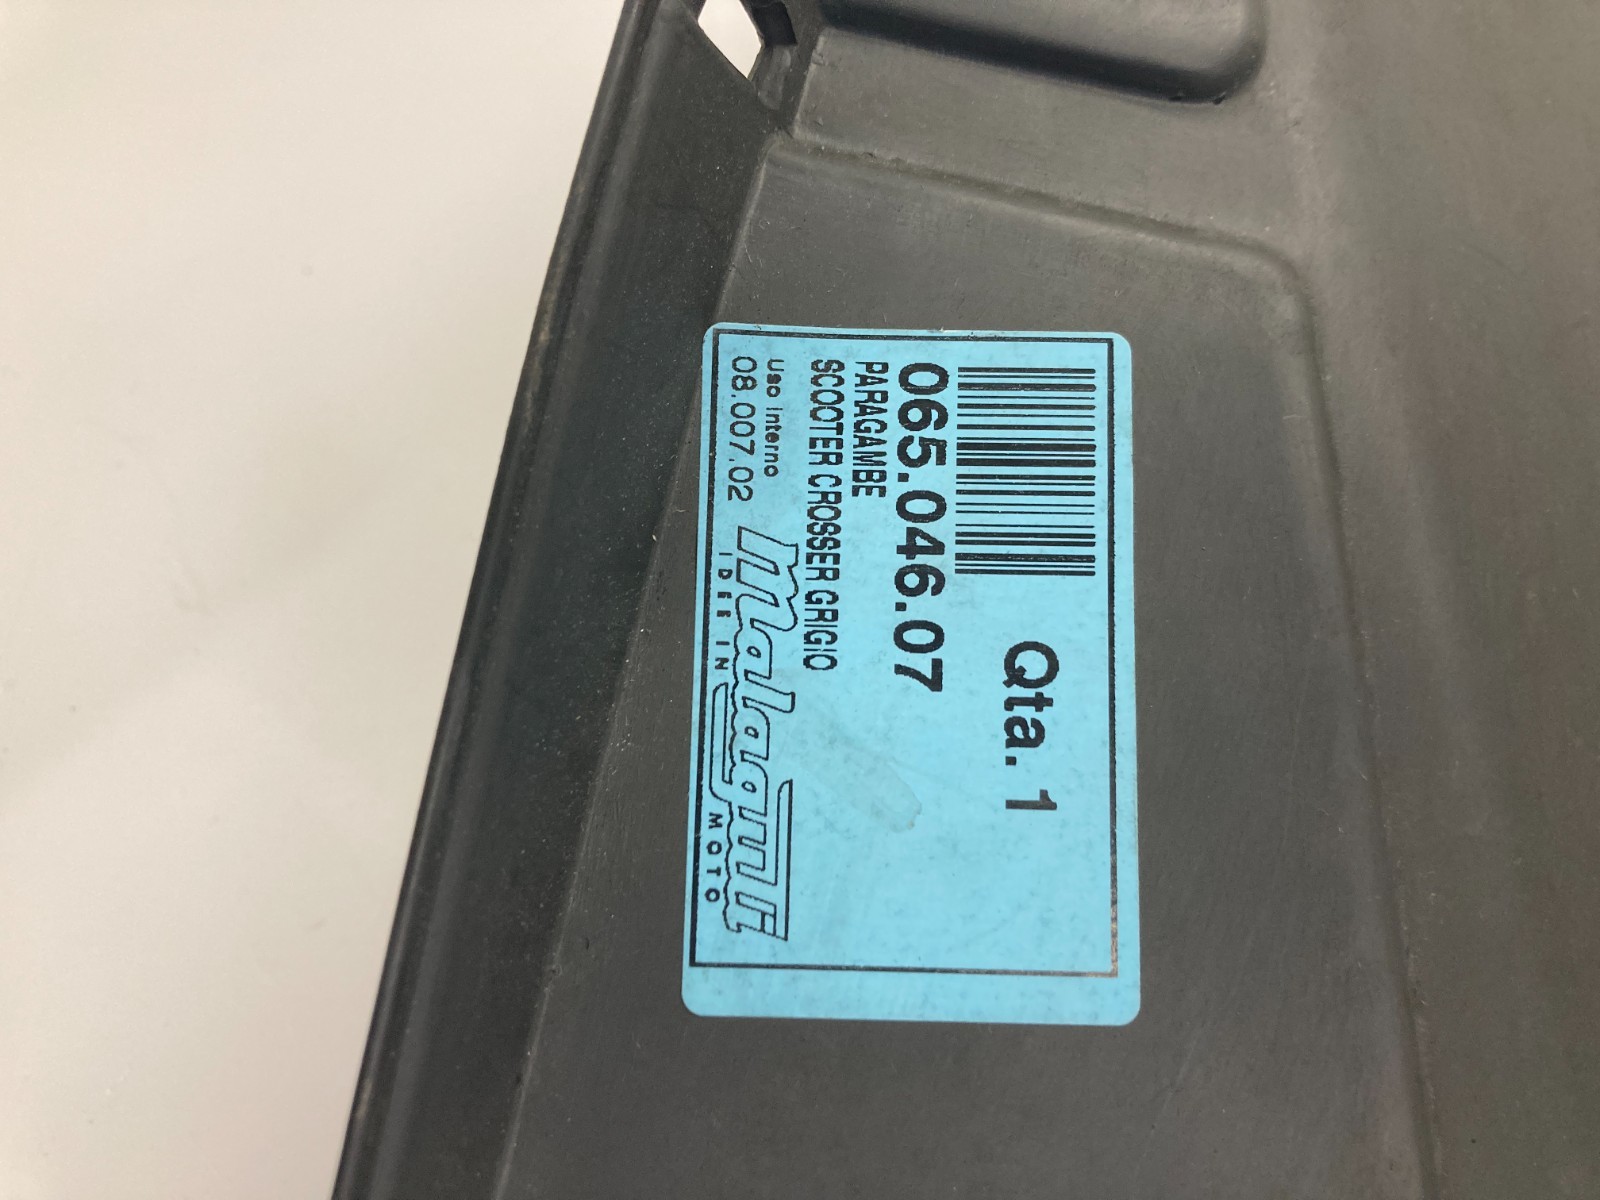 Qta. 1
065.046.07
PARAGAMBE
SCOOTER CROSSER GRIGIO
Uso interno
08.007.02
malaguti
IDEE IN MOTO